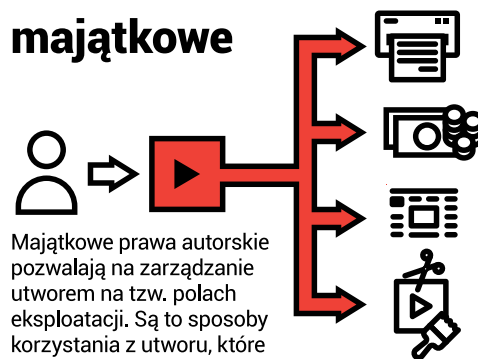 majątkowe
Majątkowe prawa autorskie
pozwalają na zarządzanie
utworem na tzw. polach
eksploatacji. Są to sposoby
korzystania z utworu, które